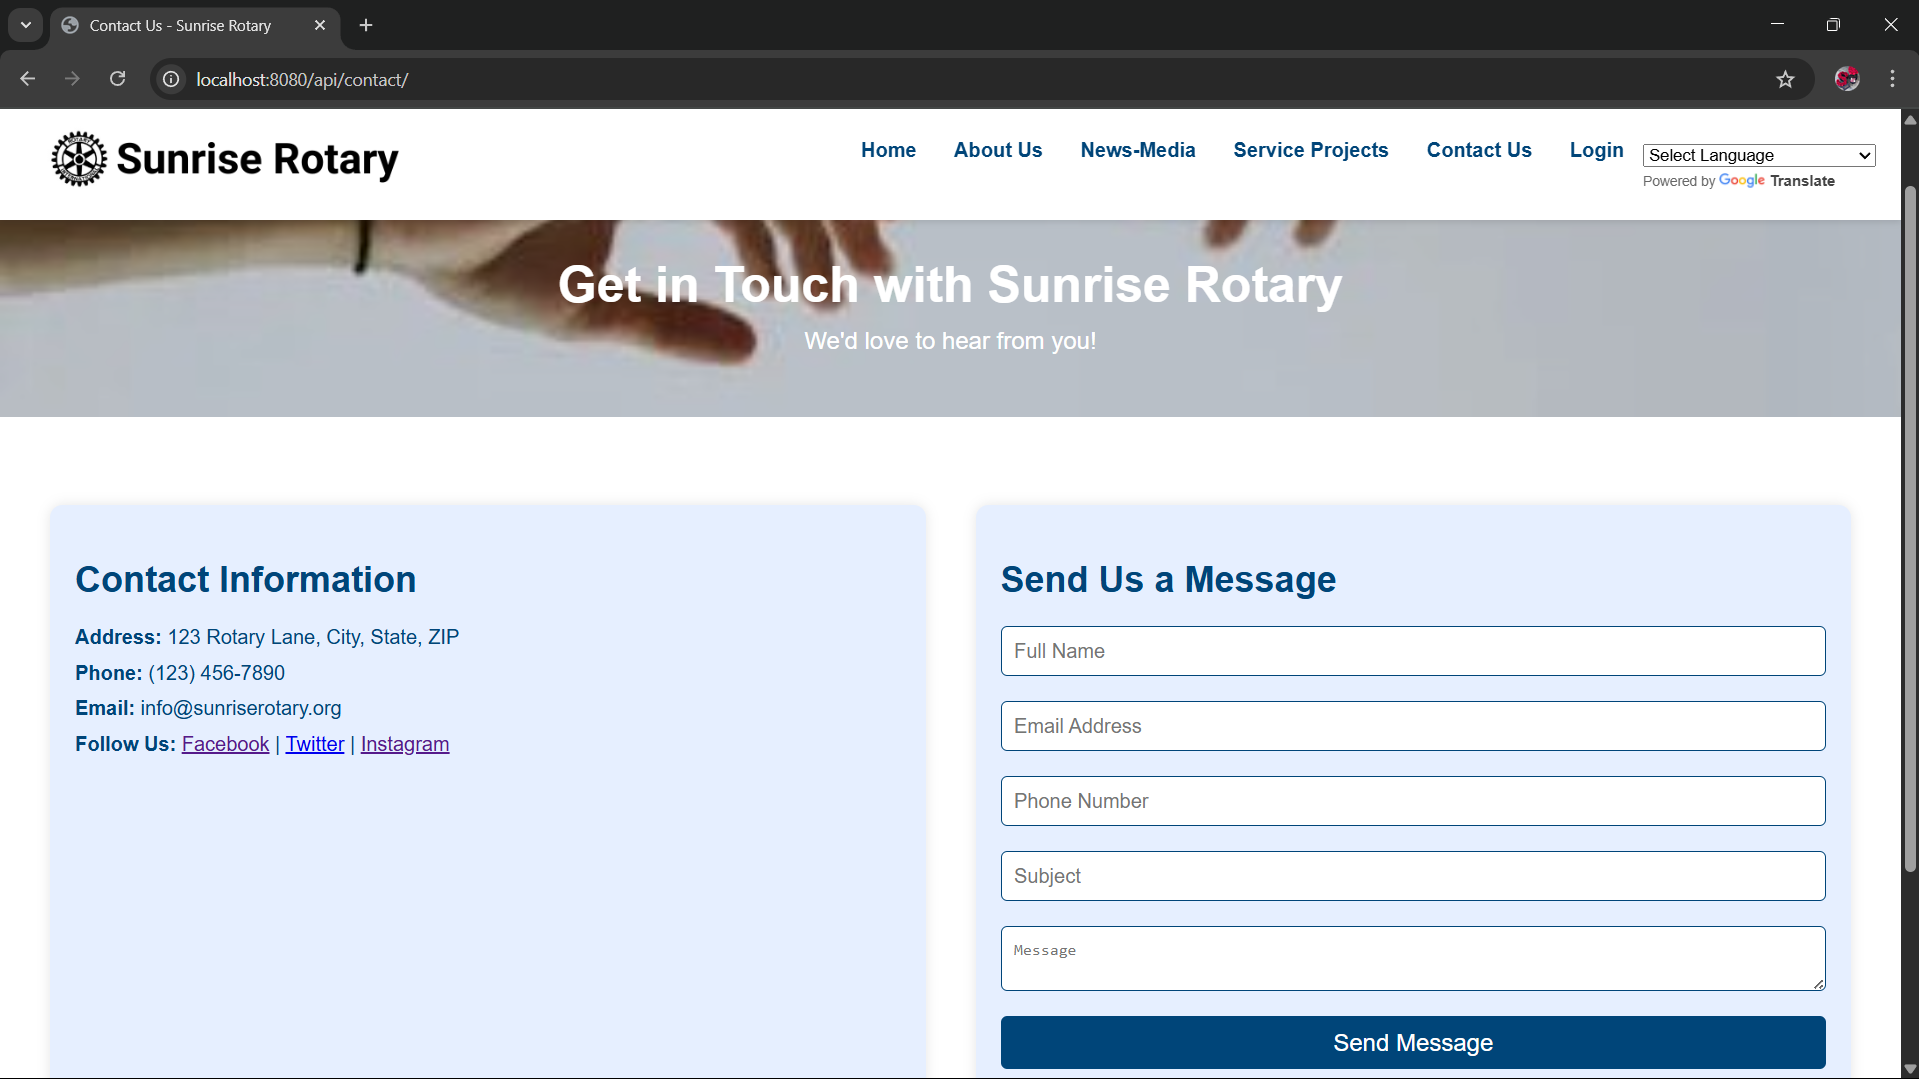 Contact Us - Sunrise Rotary
localhost:8080/api/contact/
Sunrise Rotary
Home
About Us
News-Media
Service Projects
Contact Us
Login
Select Language
Powered by Google Translate
Get in Touch with Sunrise Rotary
We'd love to hear from you!
Contact Information
Address: 123 Rotary Lane, City, State, ZIP
Phone: (123) 456-7890
Email: info@sunriserotary.org
Follow Us: Facebook | Twitter | Instagram
Send Us a Message
Full Name
Email Address
Phone Number
Subject
Message
Send Message